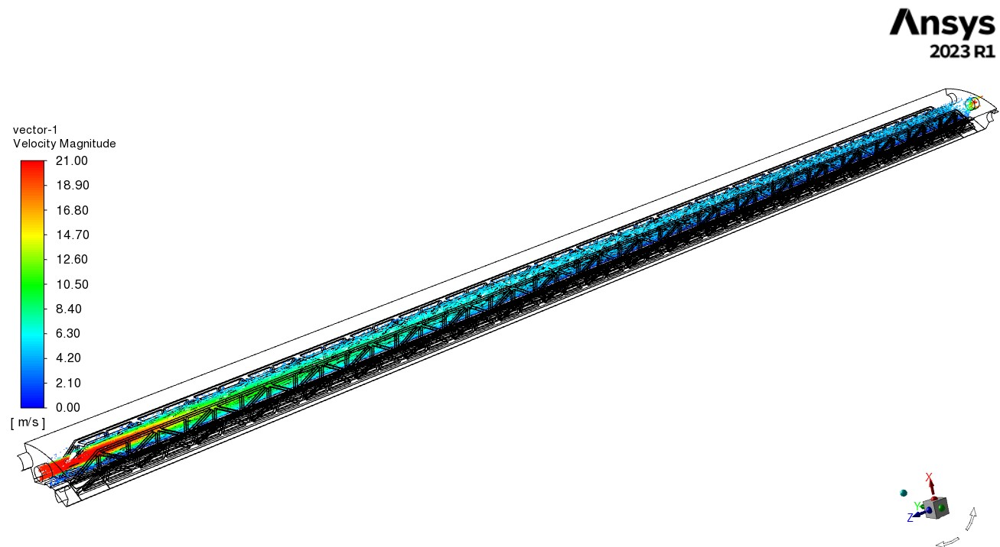 Ansys
2023 R1
vector-1
Velocity Magnitude
21.00
18.90
16.80
14.70
12.60
10.50
8.40
6.30
4.20
2.10
0.00
[ m/s ]
X
Y
Z